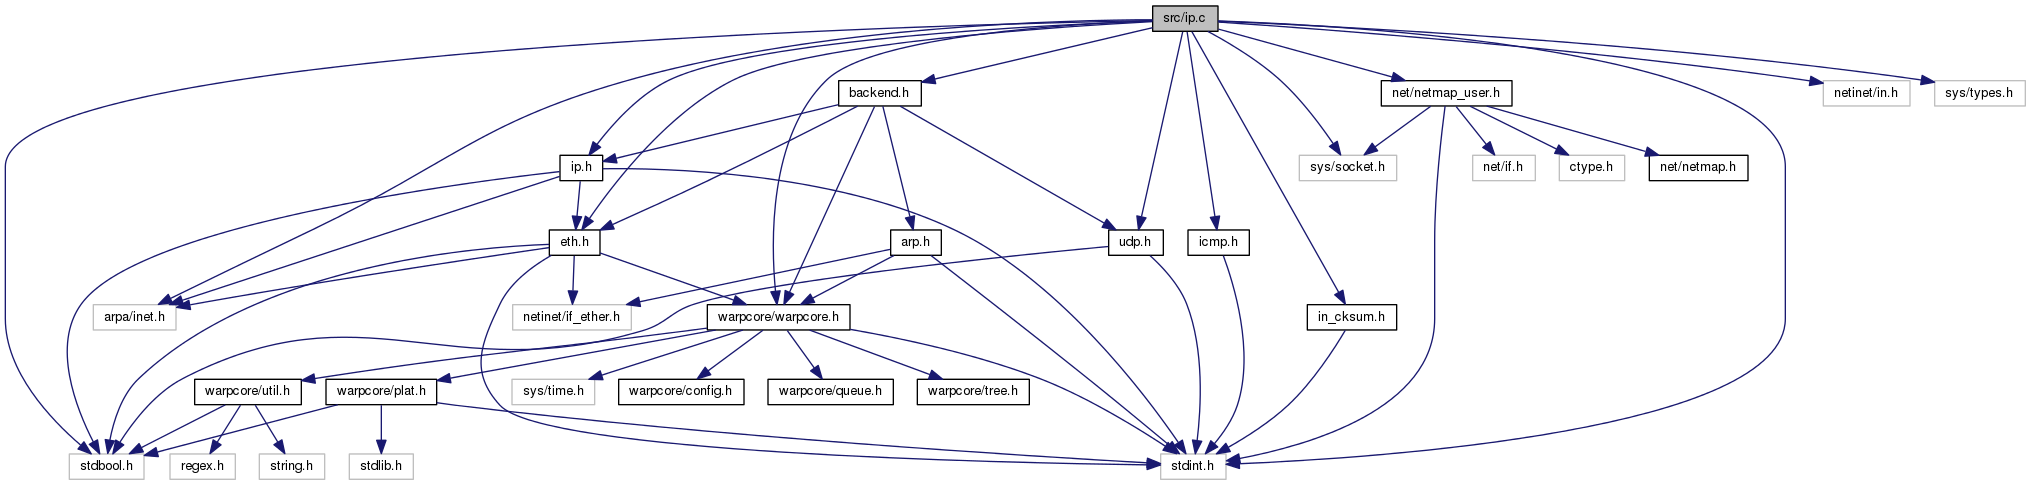 src/ip.c
backend.h
net/netmap_user.h
netinet/in.h
sys/types.h
ip.h
sys/socket.h
net/if.h
ctype.h
net/netmap.h
eth.h
arp.h
udp.h
icmp.h
arpa/inet.h
netinet/if_ether.h
warpcore/warpcore.h
in_cksum.h
warpcore/util.h
warpcore/plat.h
sys/time.h
warpcore/config.h
warpcore/queue.h
warpcore/tree.h
stdbool.h
regex.h
string.h
stdlib.h
stdint.h